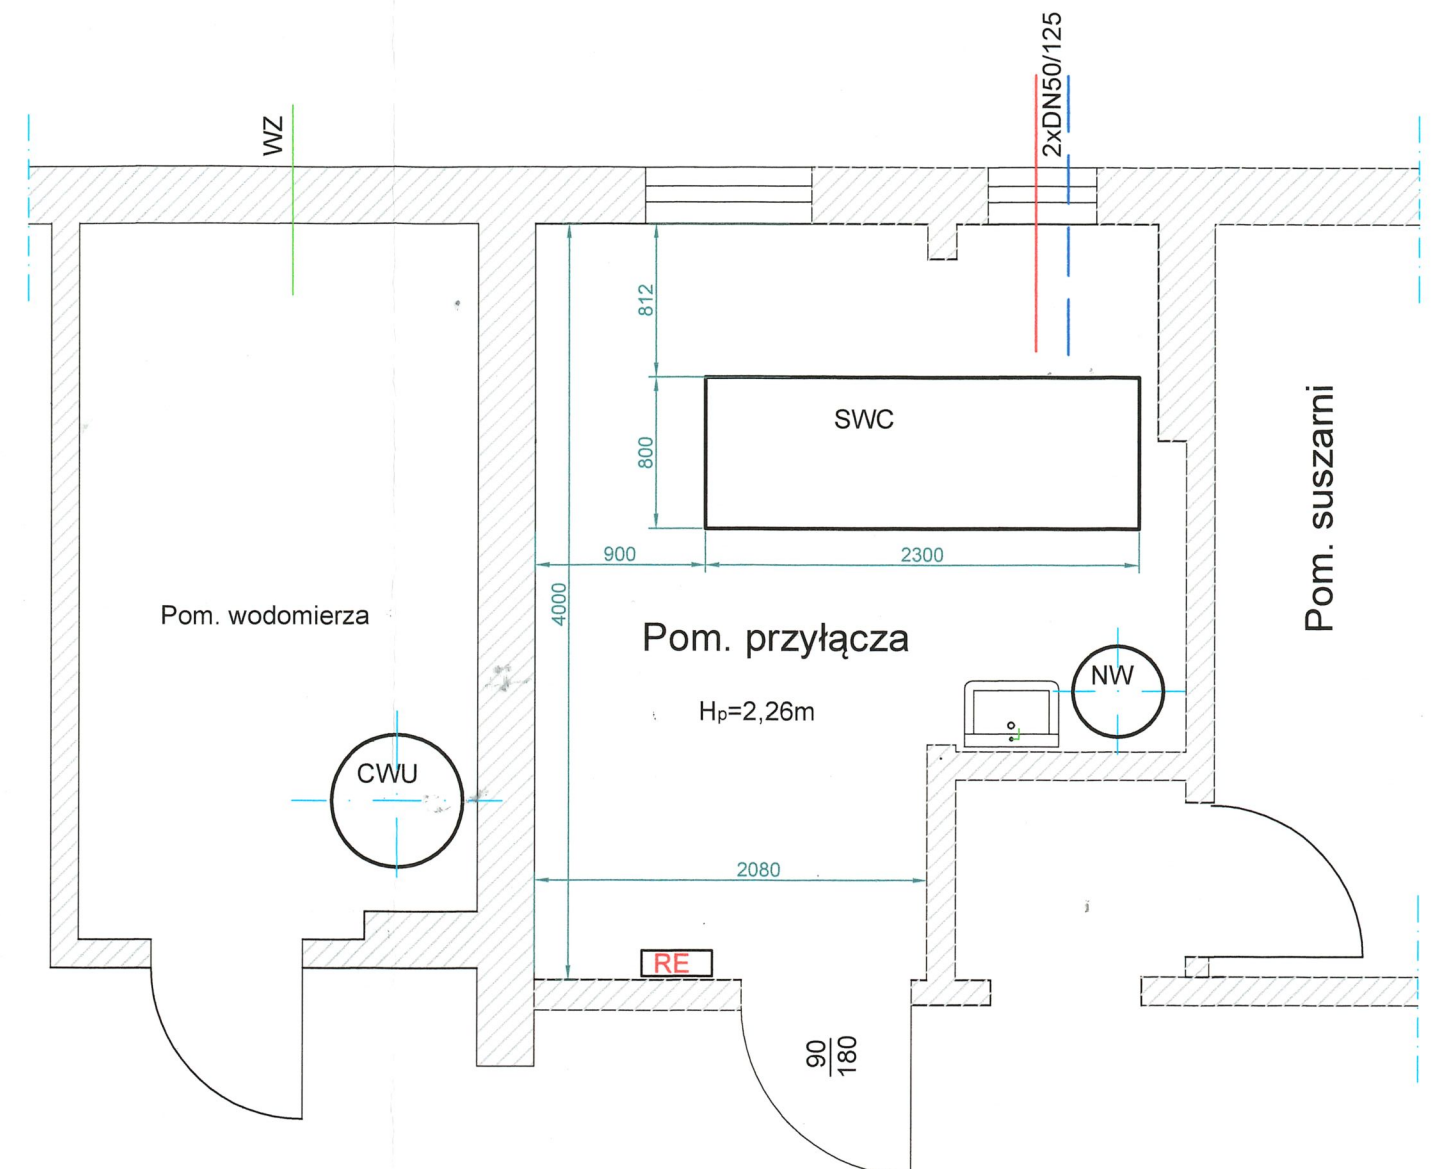 WZ
2xDN50/125
812
SWC
800
900
2300
4000
Pom. suszarni
Pom. wodomierza
Pom. przyłącza
NW
Hp=2,26m
CWU
2080
RE
90
180